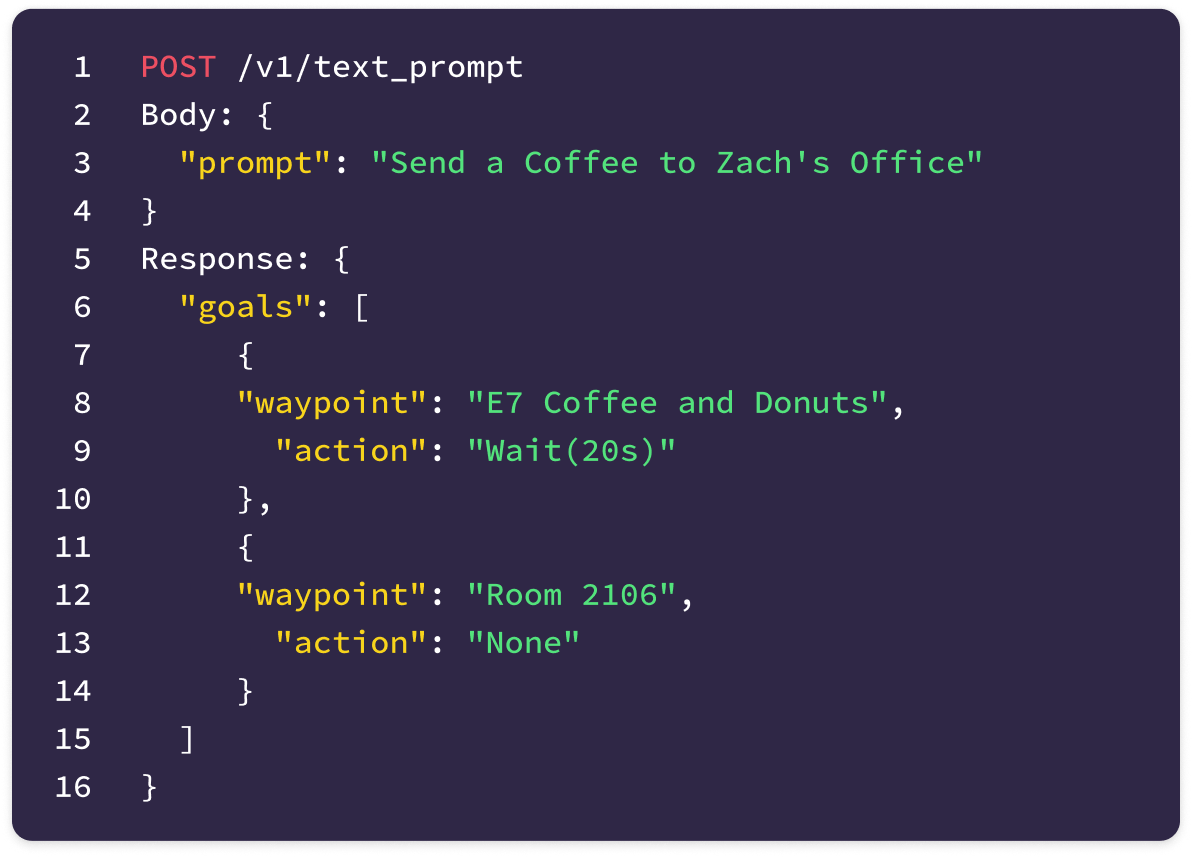 1 POST /v1/text_prompt
2 Body: {
3   "prompt": "Send a Coffee to Zach's Office"
4 }
5 Response: {
6   "goals": [
7      {
8      "waypoint": "E7 Coffee and Donuts",
9        "action": "Wait(20s)"
10      },
11      {
12      "waypoint": "Room 2106",
13        "action": "None"
14      }
15   ]
16 }